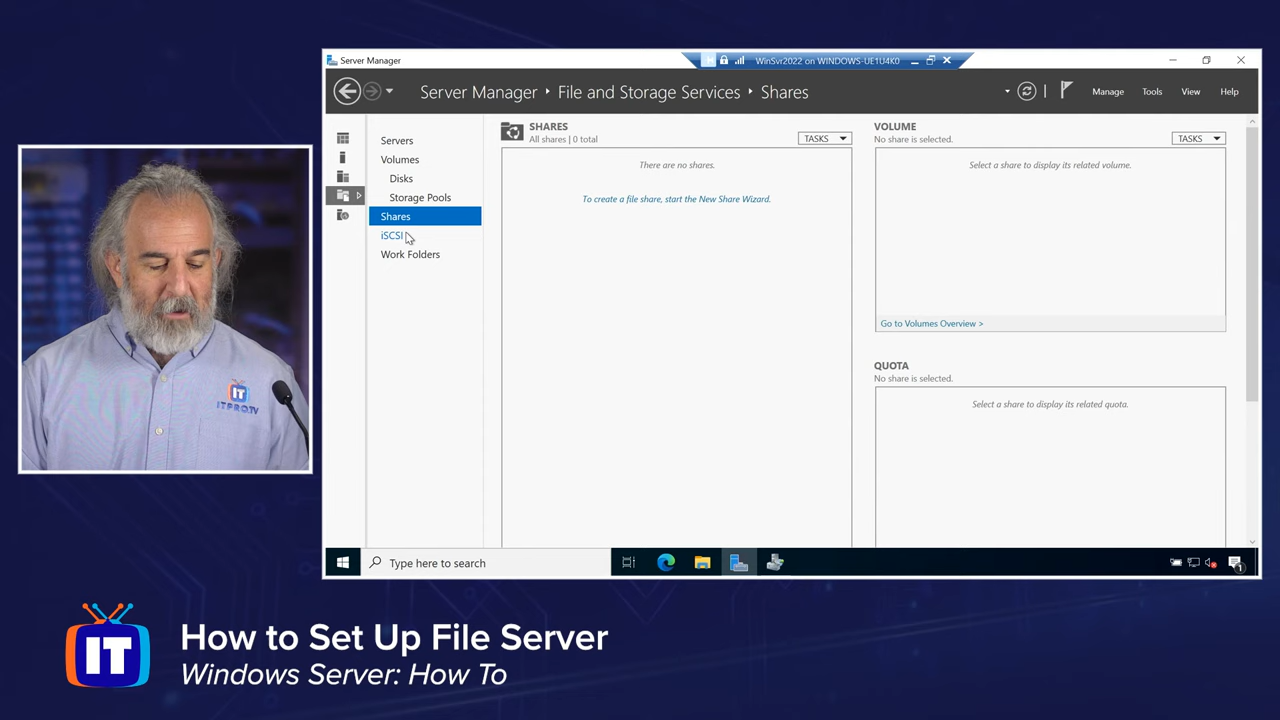 Server Manager
WinSvr2022 on WINDOWS-UE1U4K0
Server Manager ‣ File and Storage Services ‣ Shares
Manage
Tools
View
Help
Servers
Volumes
Disks
Storage Pools
Shares
iSCSI
Work Folders
SHARES
All shares | 0 total
TASKS
There are no shares.
To create a file share, start the New Share Wizard.
VOLUME
No share is selected.
TASKS
Select a share to display its related volume.
Go to Volumes Overview >
QUOTA
No share is selected.
Select a share to display its related quota.
Type here to search
1
IT
ITPRO.TV
IT
How to Set Up File Server
Windows Server: How To